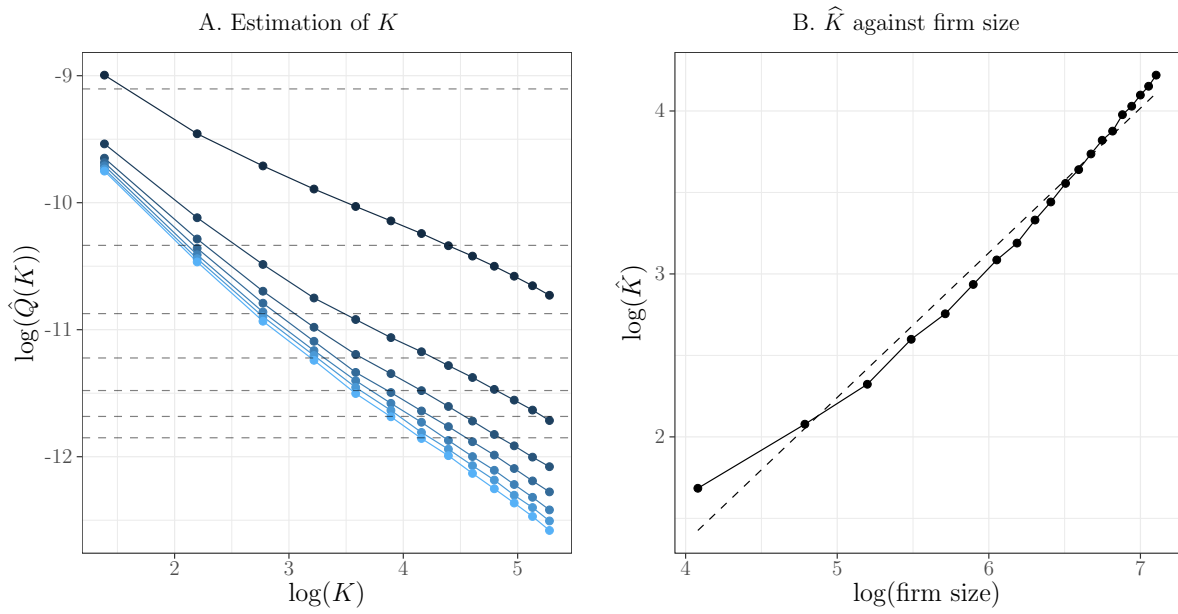 A. Estimation of K
-9
-10
-11
-12
log(Q̂(K))
2 3 4 5
log(K)
B. K̂ against firm size
4
3
2
log(K̂)
4 5 6 7
log(firm size)